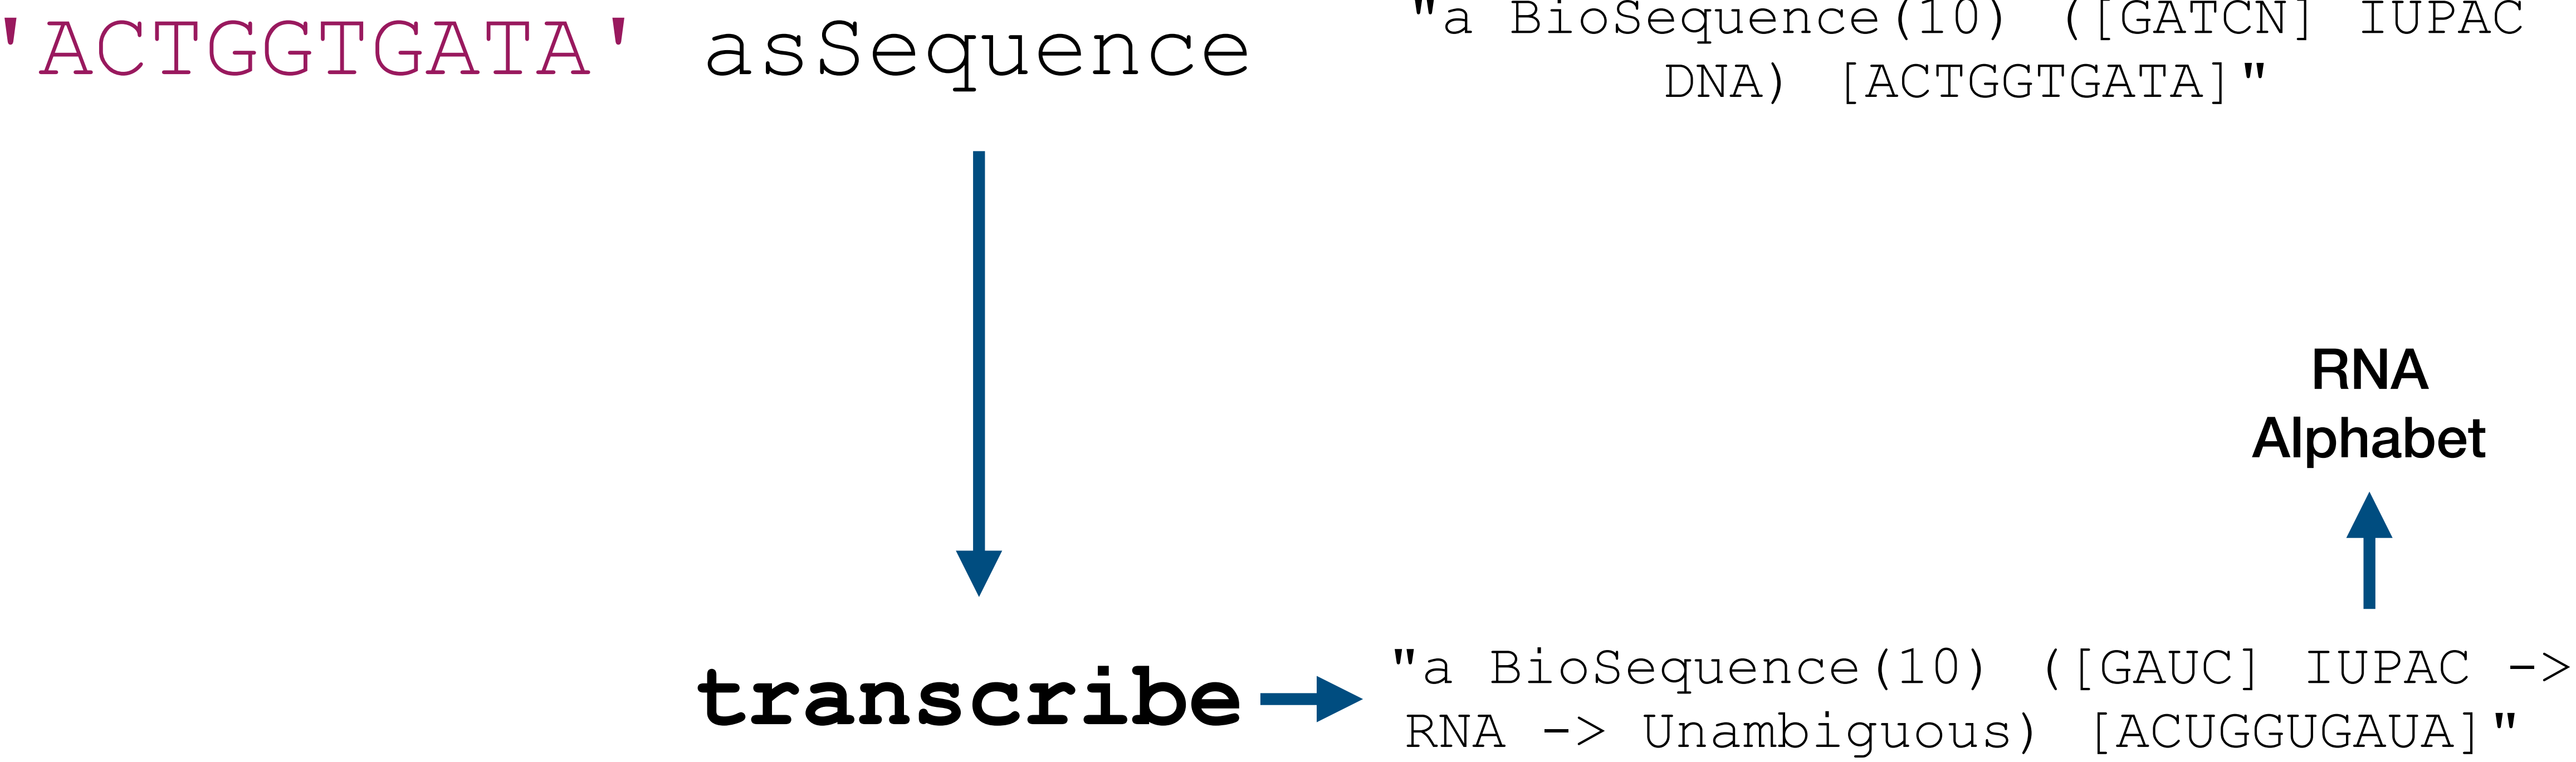 'ACTGGTGATA' asSequence
"a BioSequence(10) ([GATCN] IUPAC
DNA) [ACTGGTGATA]"
RNA
Alphabet
transcribe
"a BioSequence(10) ([GAUC] IUPAC ->
RNA -> Unambiguous) [ACUGGUGAUA]"